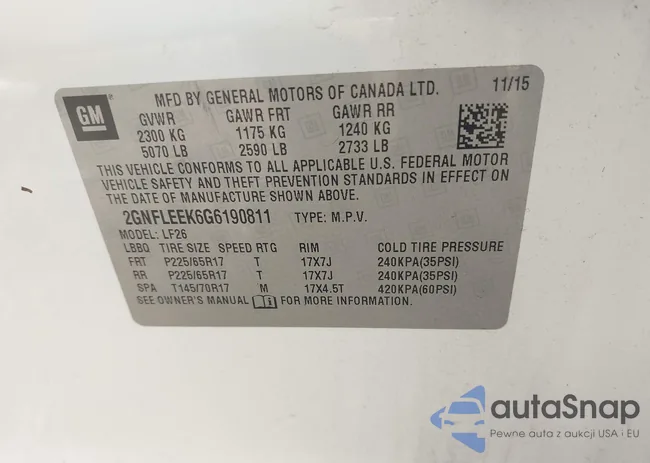 GM
MFD BY GENERAL MOTORS OF CANADA LTD. 11/15
GVWR GAWR FRT GAWR RR
2300 KG 1175 KG 1240 KG
5070 LB 2590 LB 2733 LB
THIS VEHICLE CONFORMS TO ALL APPLICABLE U.S. FEDERAL MOTOR
VEHICLE SAFETY AND THEFT PREVENTION STANDARDS IN EFFECT ON
THE DATE OF MANUFACTURE SHOWN ABOVE.
2GNFLEEK6G6190811 TYPE: M.P.V.
MODEL: LF26
LBBQ TIRE SIZE SPEED RTG RIM COLD TIRE PRESSURE
FRT P225/65R17 T 17X7J 240KPA(35PSI)
RR P225/65R17 T 17X7J 240KPA(35PSI)
SPA T145/70R17 M 17X4.5T 420KPA(60PSI)
SEE OWNER'S MANUAL FOR MORE INFORMATION.
autaSnap
Pewne auta z aukcji USA i EU